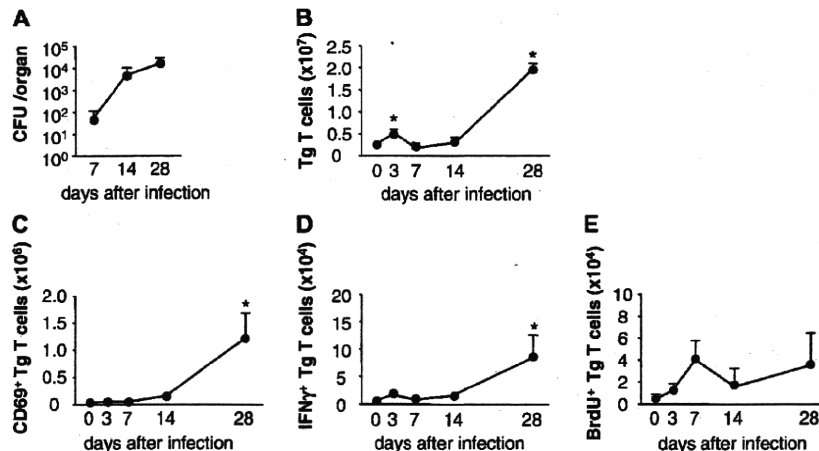 A
CFU /organ
10⁵
10⁴
10³
10²
10¹
10⁰
7 14 28
days after infection
B
Tg T cells (x10⁷)
2.5
2.0
1.5
1.0
0.5
0
*
*
0 3 7 14 28
days after infection
C
CD69⁺ Tg T cells (x10⁶)
2.0
1.5
1.0
0.5
0
*
0 3 7 14 28
days after infection
D
IFNγ⁺ Tg T cells (x10⁴)
20
15
10
5
0
*
0 3 7 14 28
days after infection
E
BrdU⁺ Tg T cells (x10⁴)
10
8
6
4
2
0
0 3 7 14 28
days after infection